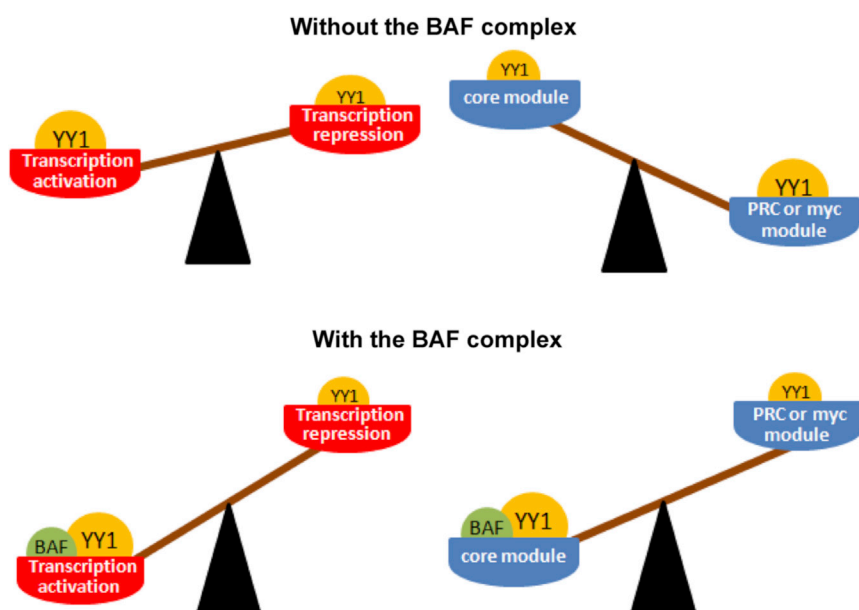 Without the BAF complex
YY1
Transcription
activation
YY1
Transcription
repression
YY1
core module
YY1
PRC or myc
module
With the BAF complex
BAF YY1
Transcription
activation
YY1
Transcription
repression
BAF YY1
core module
YY1
PRC or myc
module